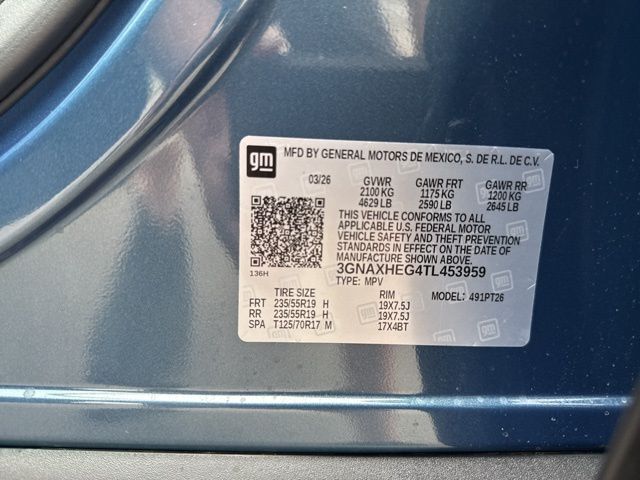 gm MFD BY GENERAL MOTORS DE MEXICO, S. DE R.L. DE C.V.
03/26 GVWR GAWR FRT GAWR RR
2100 KG 1175 KG 1200 KG
4629 LB 2590 LB 2645 LB
THIS VEHICLE CONFORMS TO ALL
APPLICABLE U.S. FEDERAL MOTOR
VEHICLE SAFETY AND THEFT PREVENTION
STANDARDS IN EFFECT ON THE DATE OF
MANUFACTURE SHOWN ABOVE.
136H 3GNAXHEG4TL453959
TYPE: MPV
TIRE SIZE RIM MODEL: 491PT26
FRT 235/55R19 H 19X7.5J
RR 235/55R19 H 19X7.5J
SPA T125/70R17 M 17X4BT